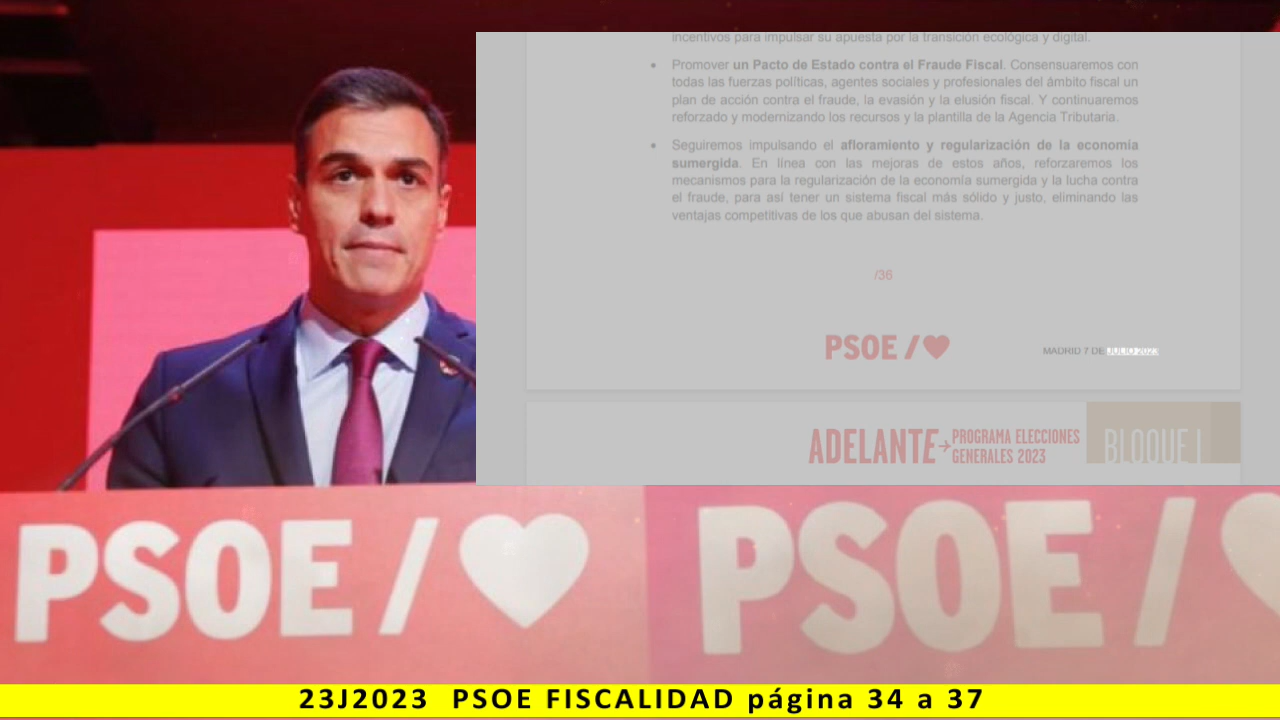 incentivos para impulsar su apuesta por la transición ecológica y digital.
• Promover un Pacto de Estado contra el Fraude Fiscal. Consensuaremos con
todas las fuerzas políticas, agentes sociales y profesionales del ámbito fiscal un
plan de acción contra el fraude, la evasión y la elusión fiscal. Y continuaremos
reforzado y modernizando los recursos y la plantilla de la Agencia Tributaria.
• Seguiremos impulsando el afloramiento y regularización de la economía
sumergida. En línea con las mejoras de estos años, reforzaremos los
mecanismos para la regularización de la economía sumergida y la lucha contra
el fraude, para así tener un sistema fiscal más sólido y justo, eliminando las
ventajas competitivas de los que abusan del sistema.
/36
PSOE /
MADRID 7 DE JULIO 2023
ADELANTE
PROGRAMA ELECCIONES
GENERALES 2023
BLOQUE I
PSOE /
PSOE /
23J2023 PSOE FISCALIDAD página 34 a 37